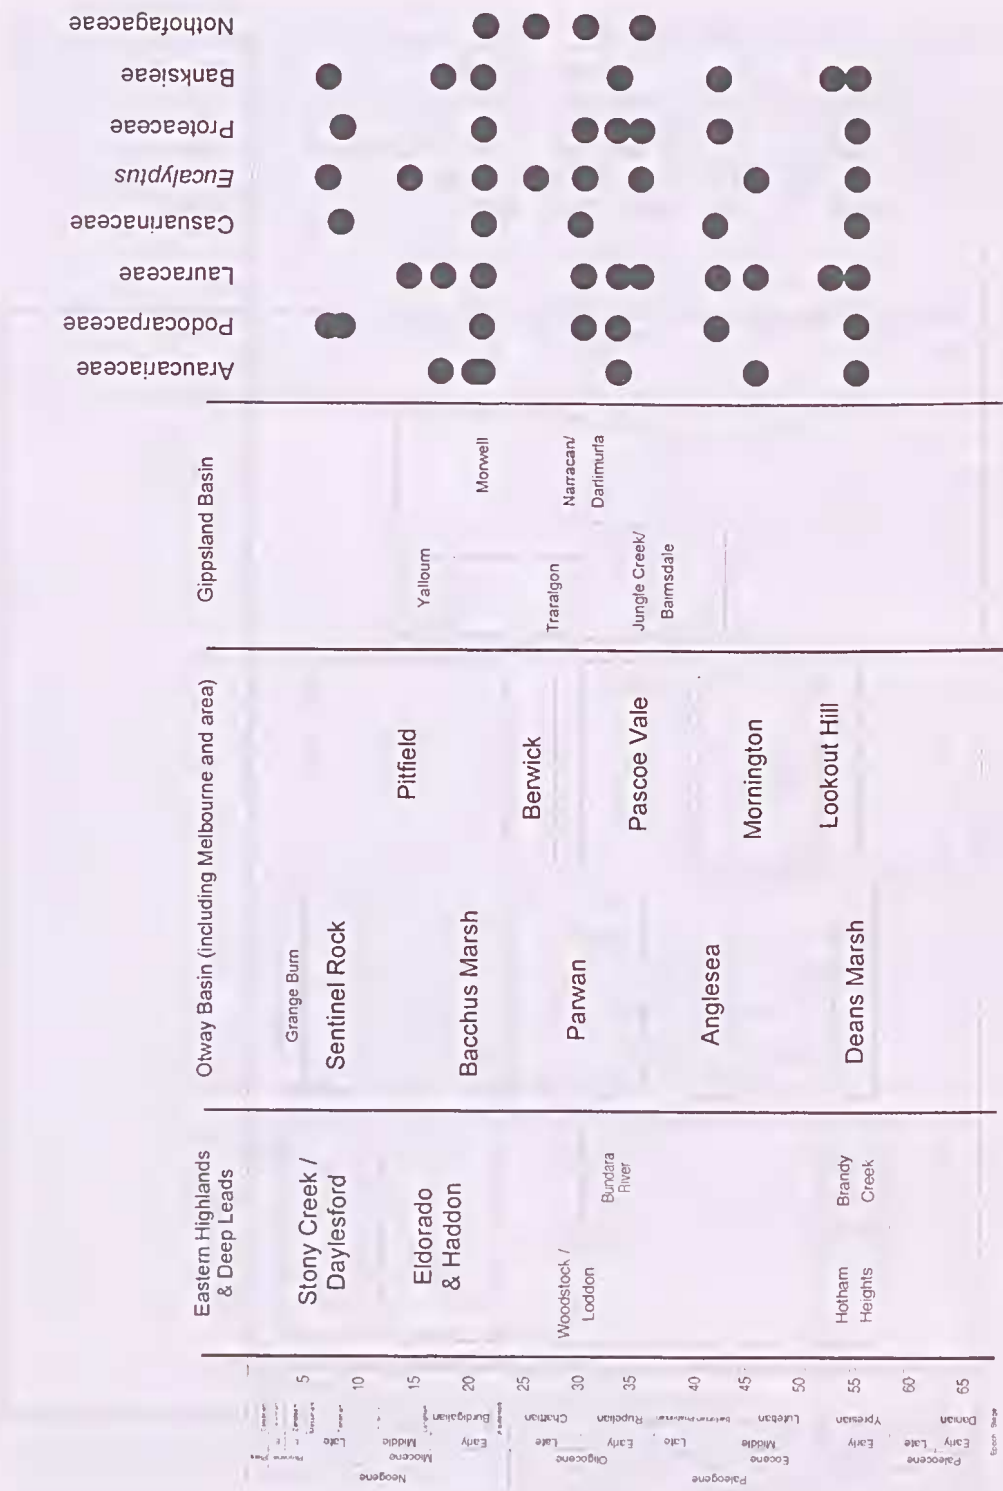 Eastern Highlands
& Deep Leads
Otway Basin (including Melbourne and area)
Gippsland Basin
Araucariaceae
Podocarpaceae
Lauraceae
Casuarinaceae
Eucalyptus
Proteaceae
Banksieae
Nothofagaceae
Stony Creek /
Daylesford
Eldorado
& Haddon
Woodstock /
Loddon
Bundara
River
Hotham
Heights
Brandy
Creek
Grange Burn
Sentinel Rock
Bacchus Marsh
Parwan
Anglesea
Deans Marsh
Pitfield
Berwick
Pascoe Vale
Mornington
Lookout Hill
Yalloum
Traralgon
Jungle Creek/
Bairnsdale
Morwell
Narracan/
Darlimurla
5
10
15
20
25
30
35
40
45
50
55
60
65
Burdigalian
Chattian
Rupelian
Lutetian
Ypresian
Danian
Stage
Late
Middle
Early
Late
Early
Late
Middle
Early
Late
Early
Epoch
Miocene
Oligocene
Eocene
Paleocene
Neogene
Paleogene